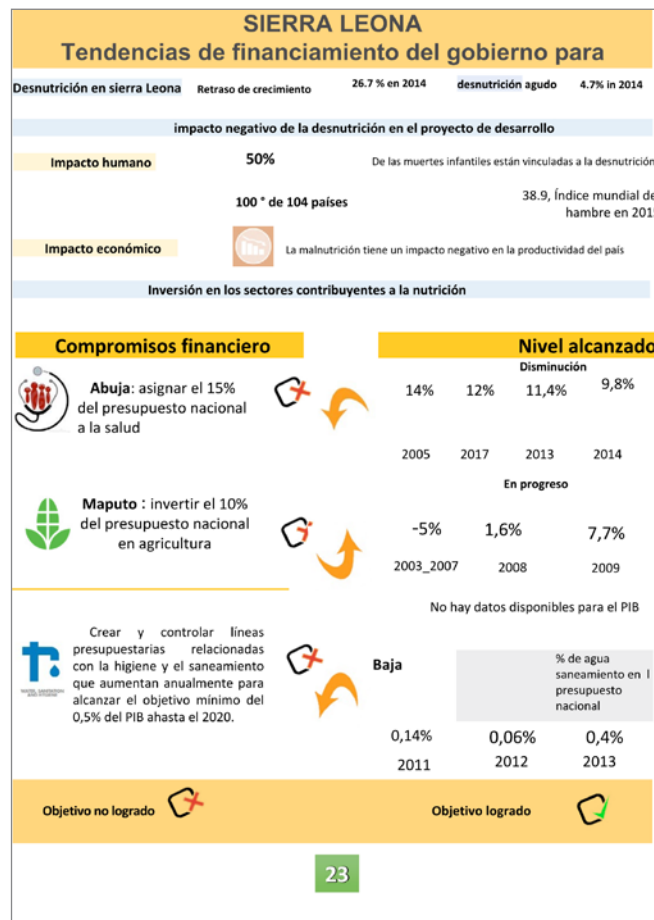 SIERRA LEONA
Tendencias de financiamiento del gobierno para
Desnutrición en sierra Leona
Retraso de crecimiento
26.7 % en 2014
desnutrición agudo
4.7% in 2014
impacto negativo de la desnutrición en el proyecto de desarrollo
Impacto humano
50%
De las muertes infantiles están vinculadas a la desnutrición
100 ° de 104 países
38.9, Índice mundial de
hambre en 201
Impacto económico
La malnutrición tiene un impacto negativo en la productividad del país
Inversión en los sectores contribuyentes a la nutrición
Compromisos financiero
Nivel alcanzado
Disminución
Abuja: asignar el 15%
del presupuesto nacional
a la salud
14% 12% 11,4% 9,8%
2005 2017 2013 2014
En progreso
Maputo : invertir el 10%
del presupuesto nacional
en agricultura
-5% 1,6% 7,7%
2003_2007 2008 2009
No hay datos disponibles para el PIB
Crear y controlar líneas
presupuestarias relacionadas
con la higiene y el saneamiento
que aumentan anualmente para
alcanzar el objetivo mínimo del
0,5% del PIB ahasta el 2020.
Baja
% de agua
saneamiento en l
presupuesto
nacional
0,14% 0,06% 0,4%
2011 2012 2013
Objetivo no logrado
Objetivo logrado
23